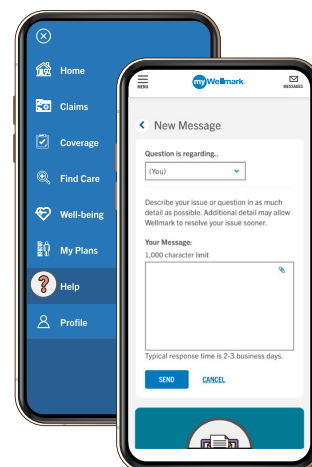 Home
Claims
Coverage
Find Care
Well-being
My Plans
? Help
Profile
MENU
myWellmark.
MESSAGES
New Message
Question is regarding..
(You)
Describe your issue or question in as much
detail as possible. Additional detail may allow
Wellmark to resolve your issue sooner.
Your Message:
1,000 character limit
Typical response time is 2-3 business days.
SEND CANCEL